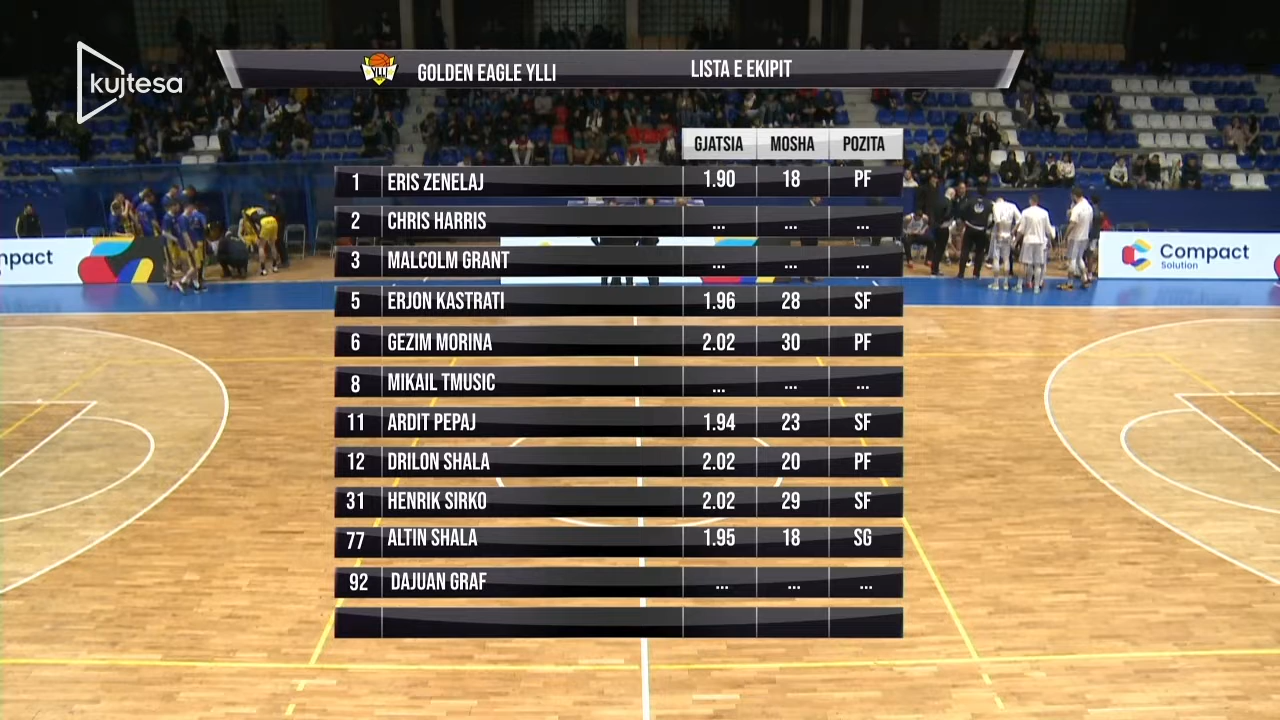 kujtesa
YLLI GOLDEN EAGLE YLLI LISTA E EKIPIT
GJATSIA MOSHA POZITA
1 ERIS ZENELAJ 1.90 18 PF
2 CHRIS HARRIS ... ... ...
3 MALCOLM GRANT ... ... ...
5 ERJON KASTRATI 1.96 28 SF
6 GEZIM MORINA 2.02 30 PF
8 MIKAIL TMUSIC ... ... ...
11 ARDIT PEPAJ 1.94 23 SF
12 DRILON SHALA 2.02 20 PF
31 HENRIK SIRKO 2.02 29 SF
77 ALTIN SHALA 1.95 18 SG
92 DAJUAN GRAF ... ... ...
mpact
Compact
Solution